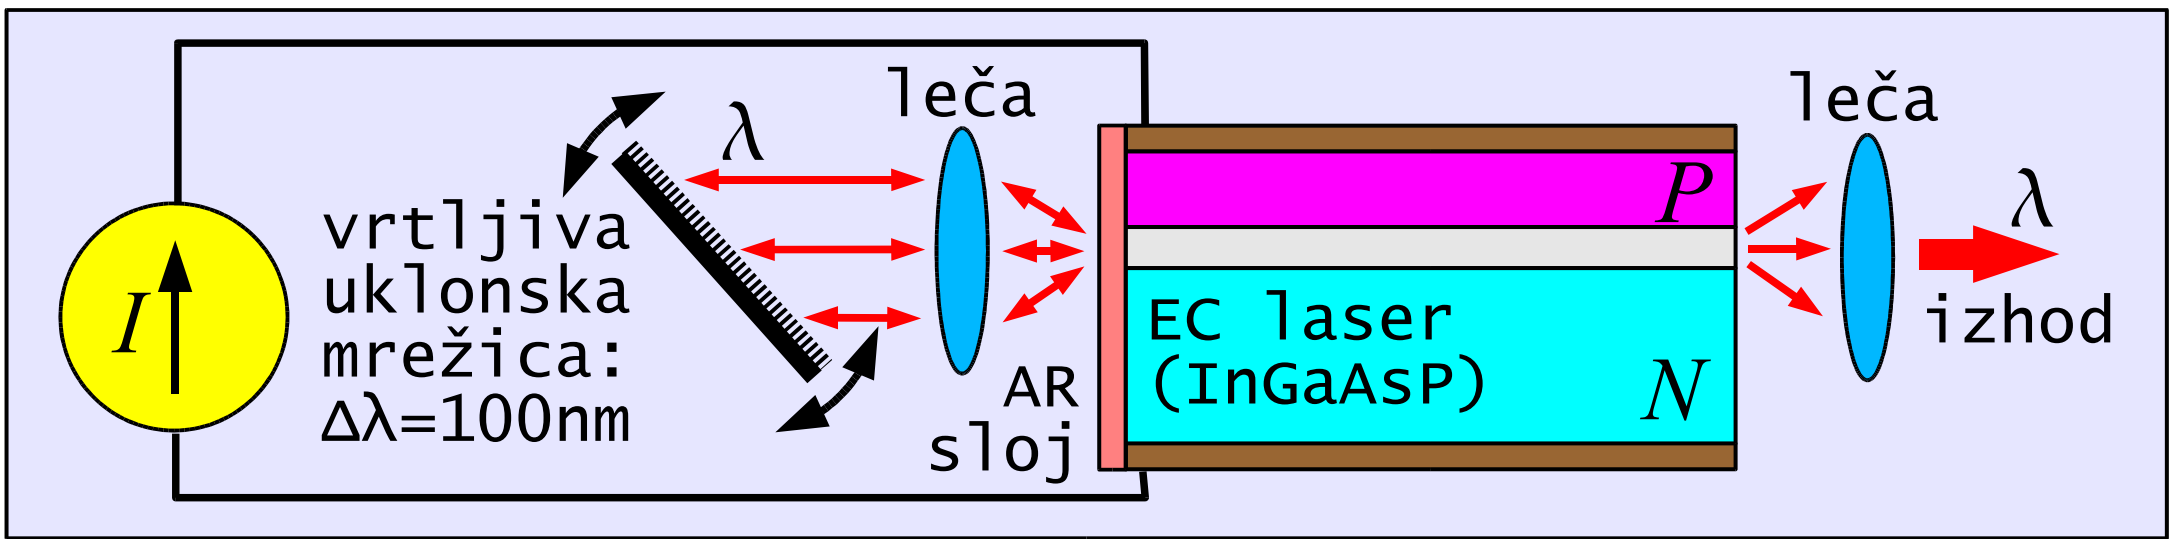 I
vrtljiva
uklonska
mrežica:
Δλ=100nm
λ
leča
AR
sloj
P
EC laser
(InGaAsP)
N
leča
λ
izhod